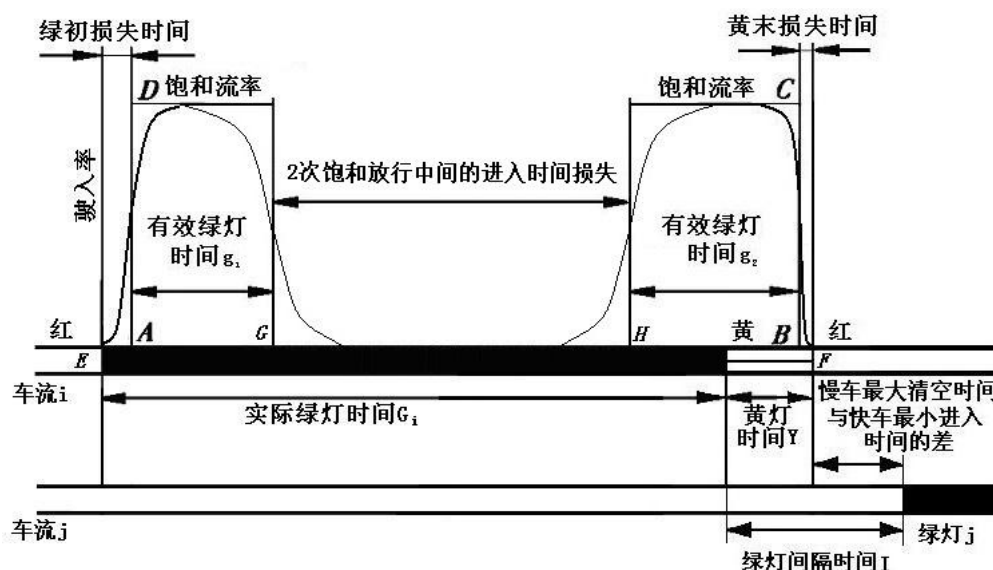 绿初损失时间
黄末损失时间
D
饱和流率
饱和流率
C
驶入率
2次饱和放行中间的进入时间损失
有效绿灯
时间g₁
有效绿灯
时间g₂
红
A
G
H
黄
B
红
E
F
车流i
实际绿灯时间Gᵢ
黄灯
时间Y
慢车最大清空时间
与快车最小进入
时间的差
车流j
绿灯j
绿灯间隔时间I